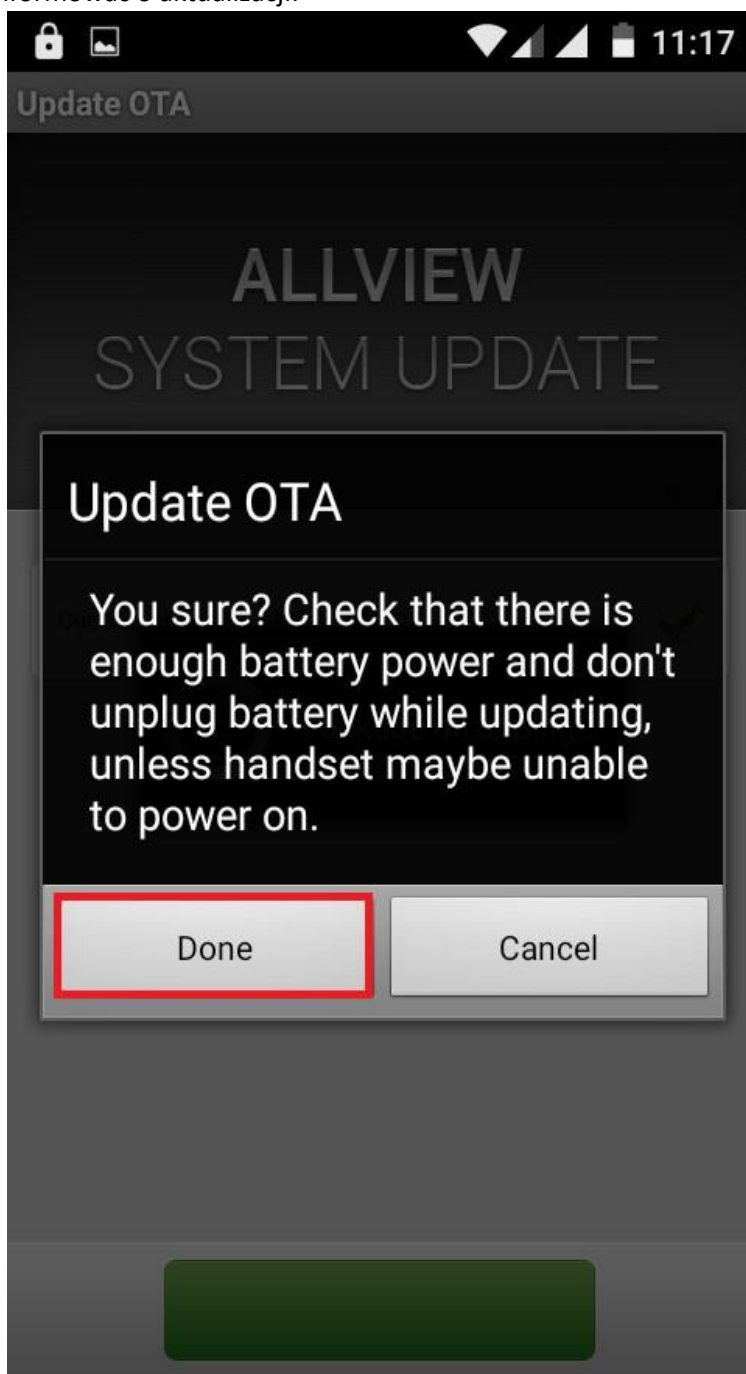 11:17
Update OTA
ALLVIEW
SYSTEM UPDATE
Update OTA
You sure? Check that there is
enough battery power and don't
unplug battery while updating,
unless handset maybe unable
to power on.
Done
Cancel